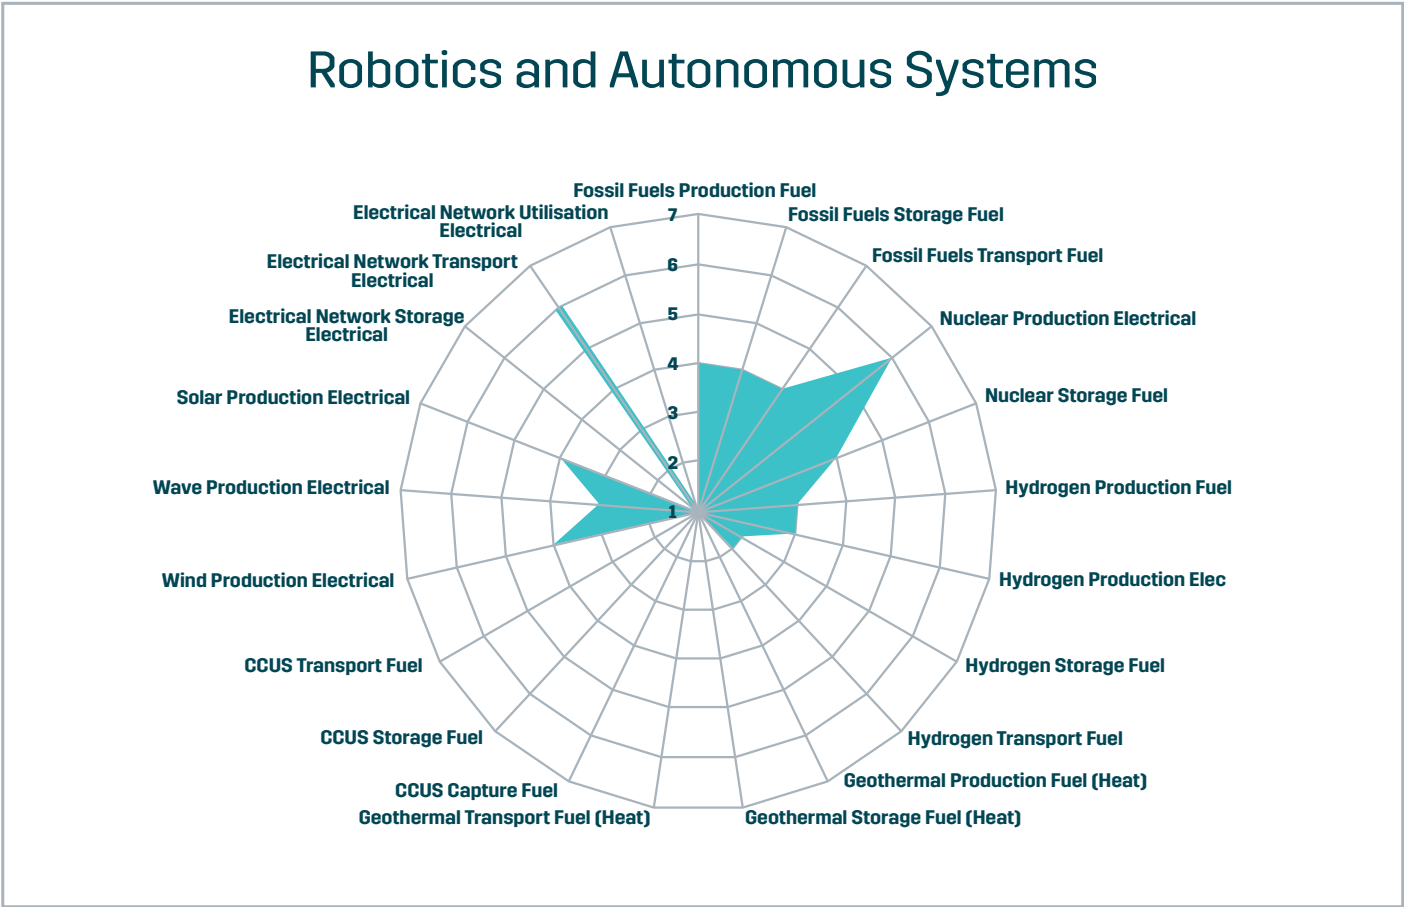 Robotics and Autonomous Systems
Fossil Fuels Production Fuel
Fossil Fuels Storage Fuel
Fossil Fuels Transport Fuel
Nuclear Production Electrical
Nuclear Storage Fuel
Hydrogen Production Fuel
Hydrogen Production Elec
Hydrogen Storage Fuel
Hydrogen Transport Fuel
Geothermal Production Fuel (Heat)
Geothermal Storage Fuel (Heat)
Geothermal Transport Fuel (Heat)
CCUS Capture Fuel
CCUS Storage Fuel
CCUS Transport Fuel
Wind Production Electrical
Wave Production Electrical
Solar Production Electrical
Electrical Network Storage
Electrical
Electrical Network Transport
Electrical
Electrical Network Utilisation
Electrical
7
6
5
4
3
2
1